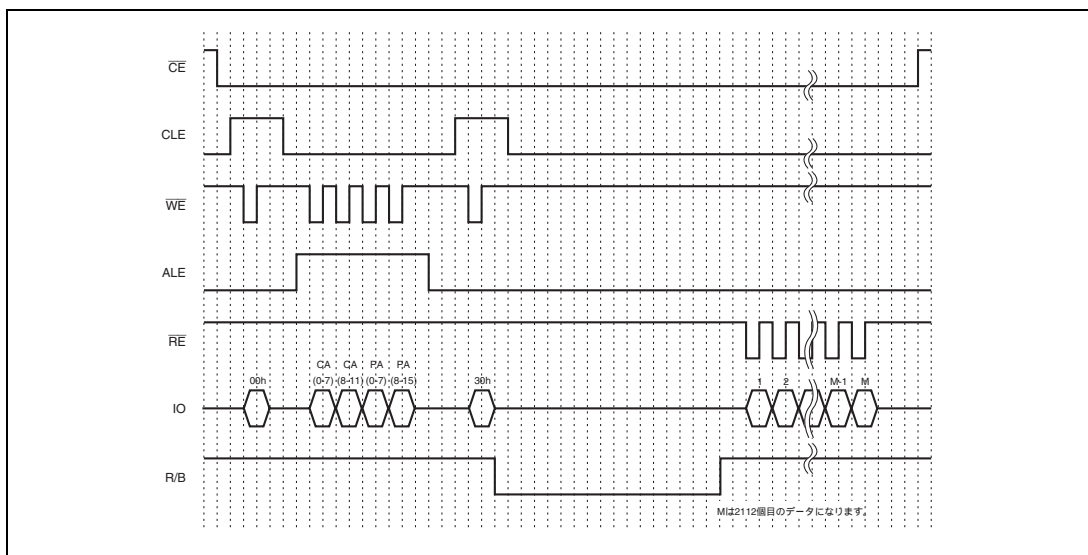 CE
CLE
WE
ALE
RE
CA CA PA PA
00h (0-7) (8-11) (0-7) (8-15) 30h 1 2 M-1 M
IO
R/B
Mは2112個目のデータになります。